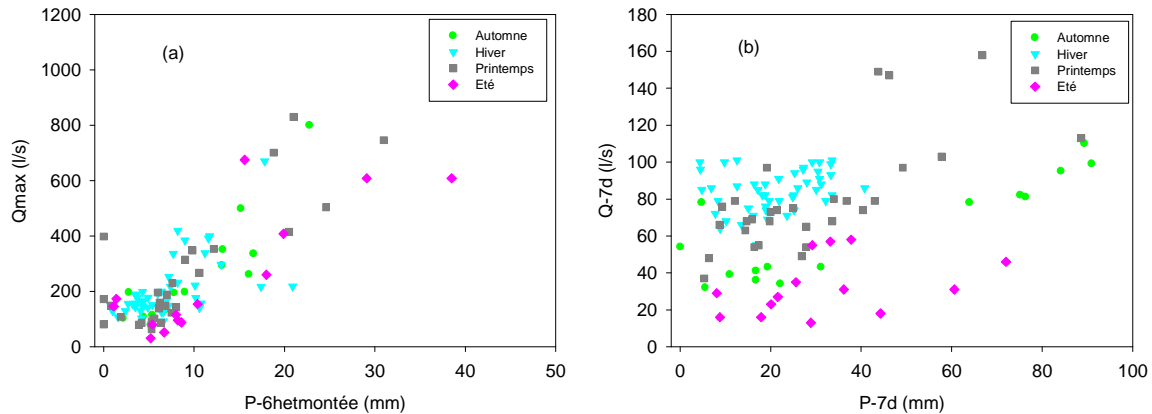 1200
1000
800
600
400
200
0
0 10 20 30 40 50
Qmax (l/s)
P-6hetmontée (mm)
(a)
Automne
Hiver
Printemps
Eté
180
160
140
120
100
80
60
40
20
0
0 20 40 60 80 100
Q-7d (l/s)
P-7d (mm)
(b)
Automne
Hiver
Printemps
Eté